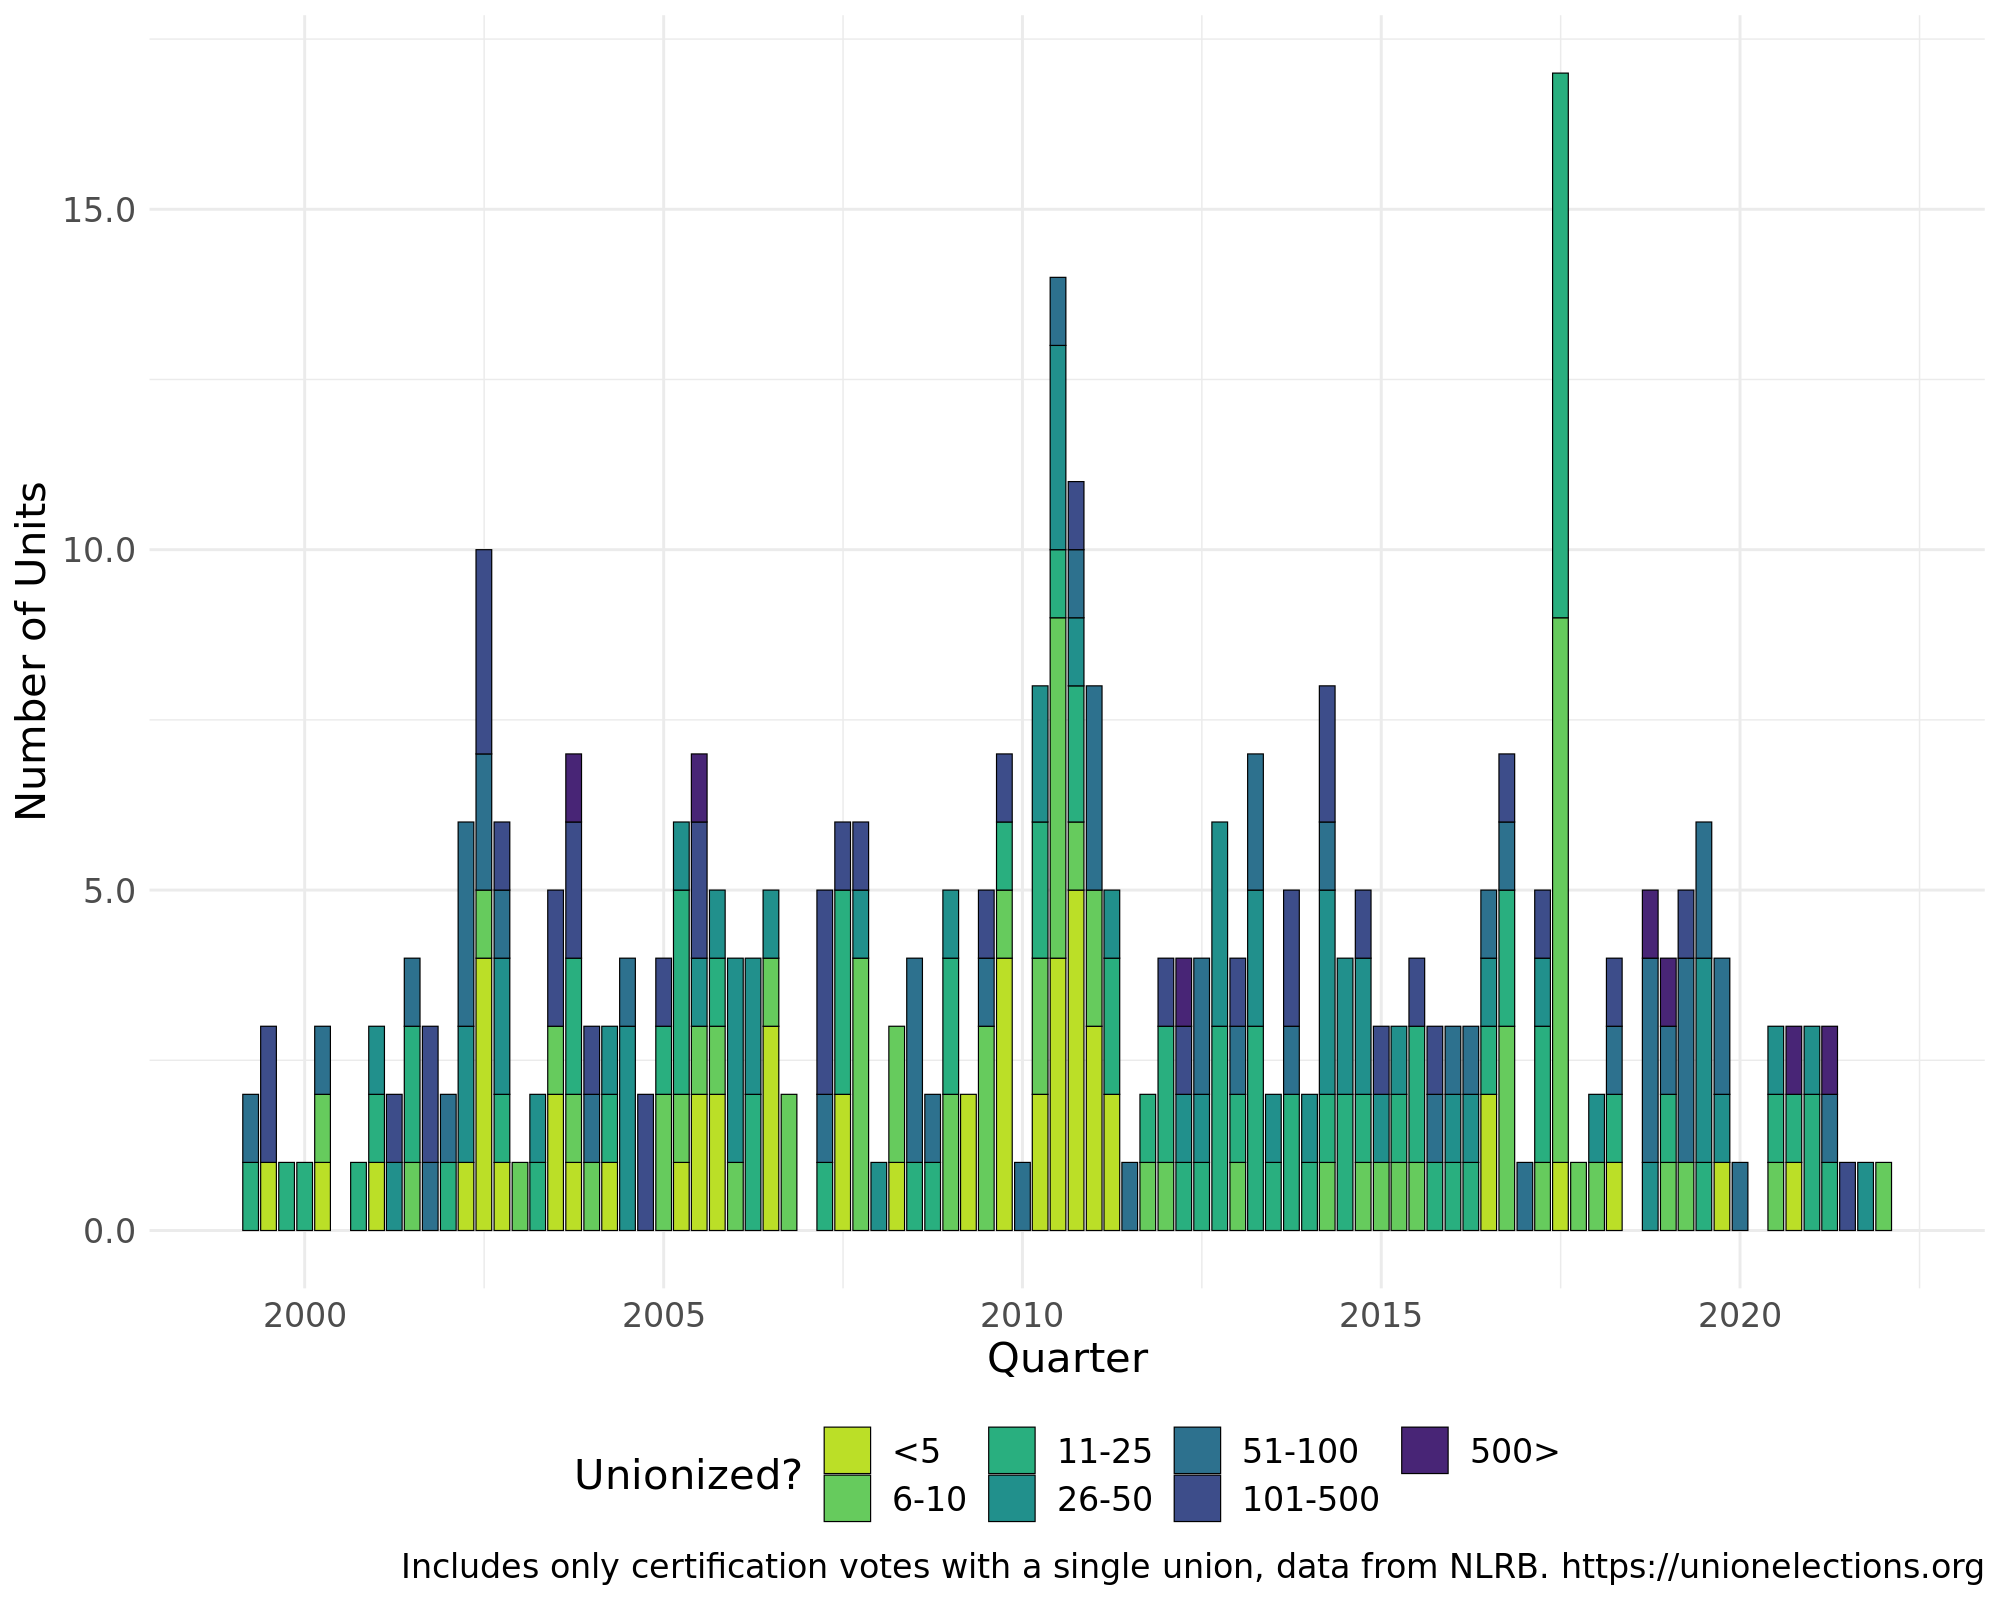 15.0
10.0
5.0
0.0
Number of Units
2000 2005 2010 2015 2020
Quarter
Unionized?
<5 11-25 51-100 500>
6-10 26-50 101-500
Includes only certification votes with a single union, data from NLRB. https://unionelections.org